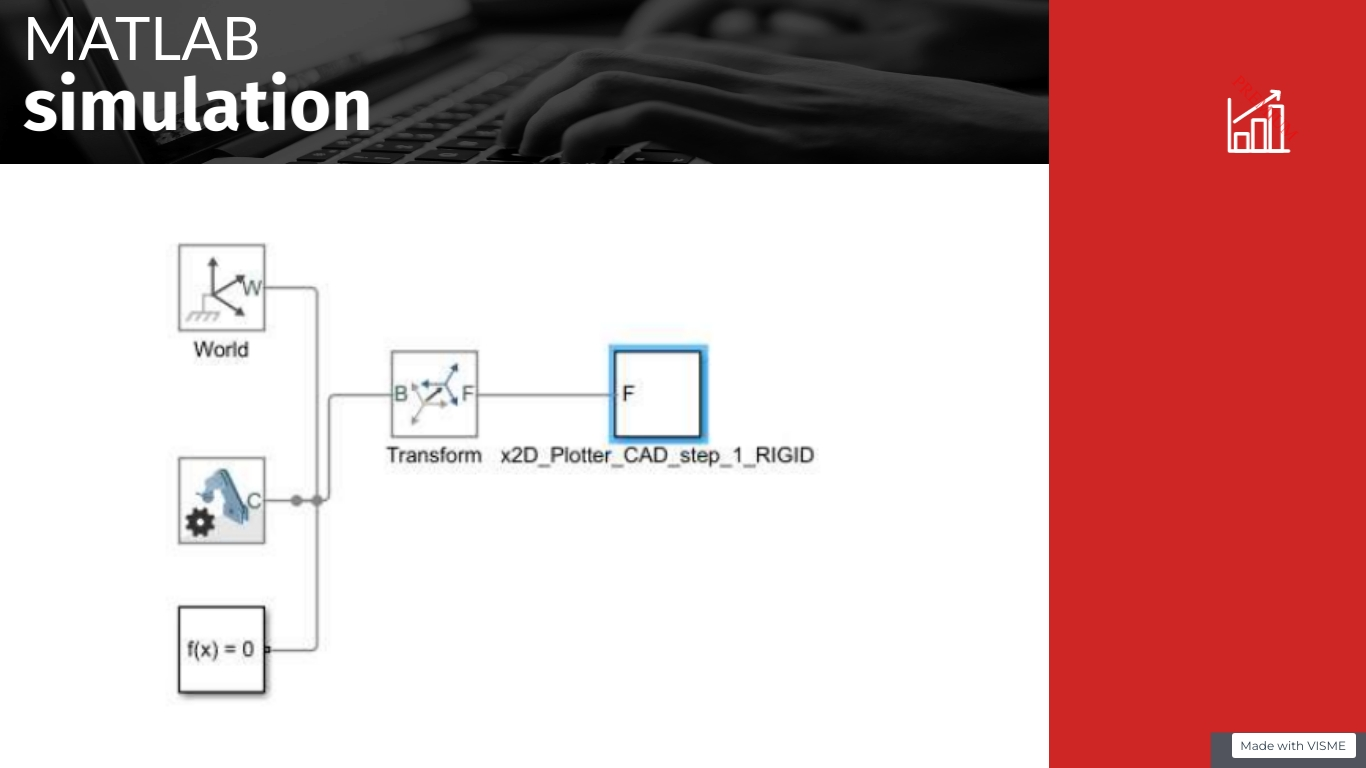 MATLAB
simulation
W
World
B
F
Transform
F
x2D_Plotter_CAD_step_1_RIGID
C
f(x) = 0
Made with VISME